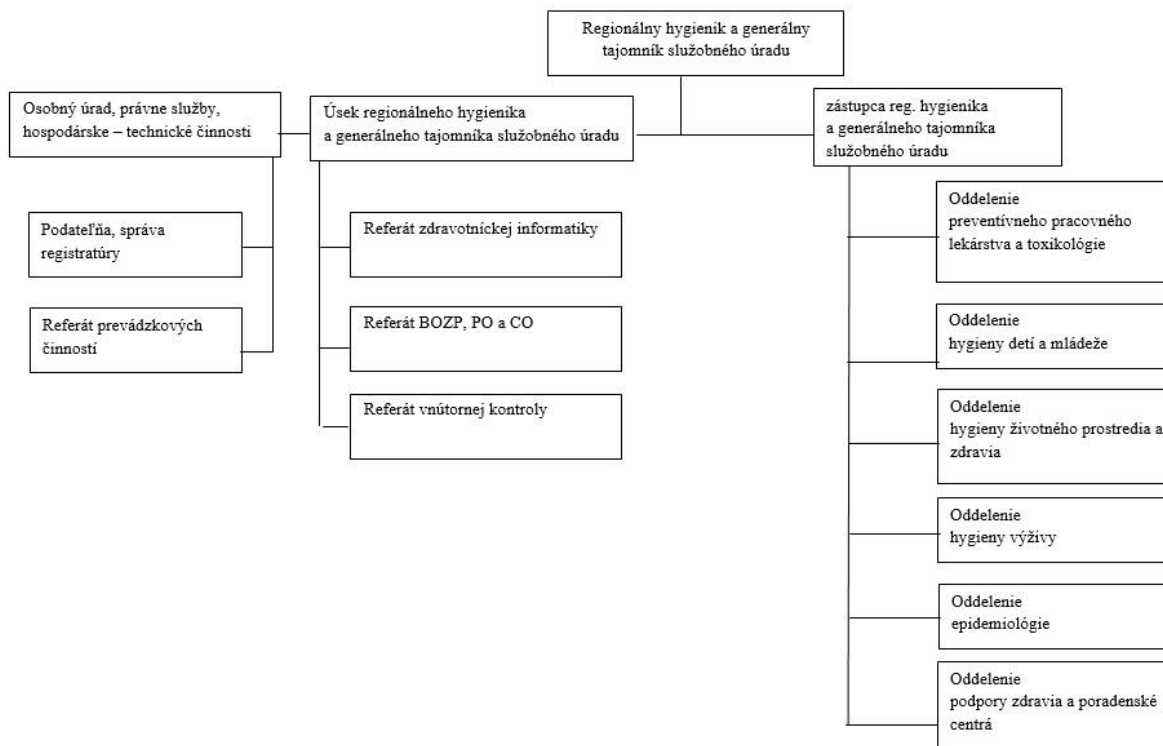 Regionálny hygienik a generálny
tajomník služobného úradu
Osobný úrad, právne služby,
hospodárske – technické činnosti
Úsek regionálneho hygienika
a generálneho tajomníka služobného úradu
zástupca reg. hygienika
a generálneho tajomníka
služobného úradu
Podateľňa, správa
registratúry
Referát prevádzkových
činností
Referát zdravotníckej informatiky
Referát BOZP, PO a CO
Referát vnútornej kontroly
Oddelenie
preventívneho pracovného
lekárstva a toxikológie
Oddelenie
hygieny detí a mládeže
Oddelenie
hygieny životného prostredia a
zdravia
Oddelenie
hygieny výživy
Oddelenie
epidemiológie
Oddelenie
podpory zdravia a poradenské
centrá